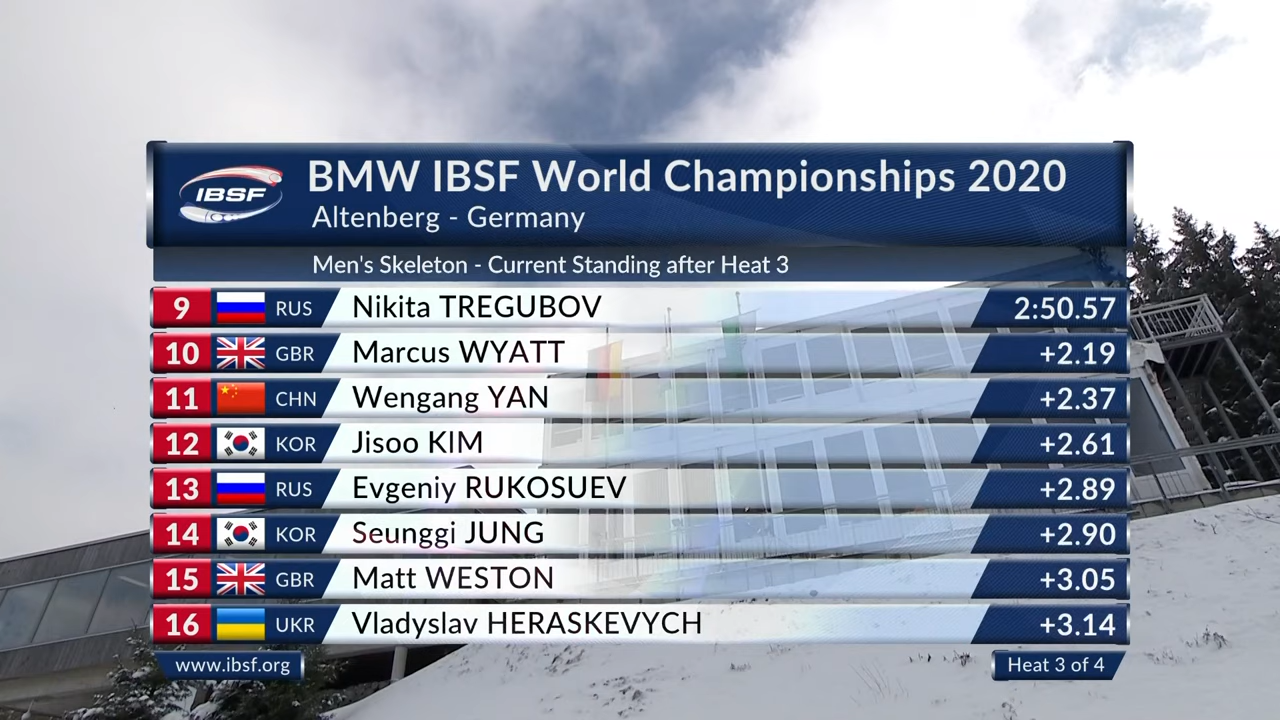 IBSF
BMW IBSF World Championships 2020
Altenberg - Germany
Men's Skeleton - Current Standing after Heat 3
9 RUS Nikita TREGUBOV 2:50.57
10 GBR Marcus WYATT +2.19
11 CHN Wengang YAN +2.37
12 KOR Jisoo KIM +2.61
13 RUS Evgeniy RUKOSUEV +2.89
14 KOR Seunggi JUNG +2.90
15 GBR Matt WESTON +3.05
16 UKR Vladyslav HERASKEVYCH +3.14
www.ibsf.org
Heat 3 of 4